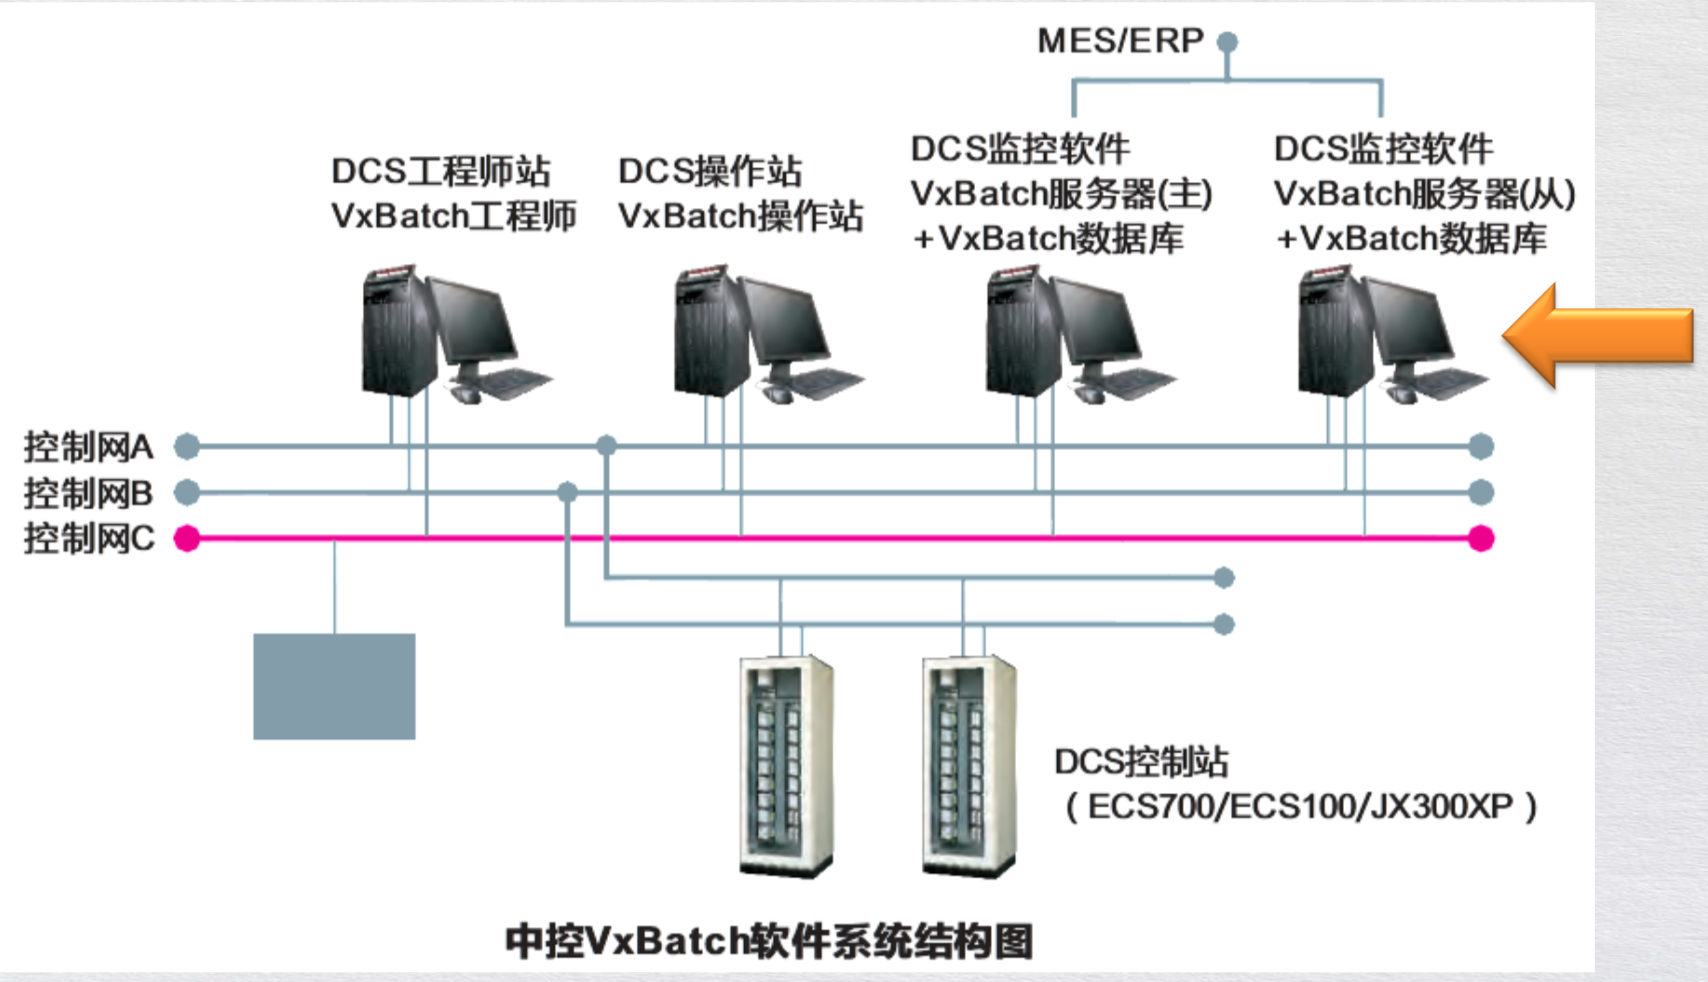 MES/ERP
DCS工程师站
VxBatch工程师
DCS操作站
VxBatch操作站
DCS监控软件
VxBatch服务器(主)
+VxBatch数据库
DCS监控软件
VxBatch服务器(从)
+VxBatch数据库
控制网A
控制网B
控制网C
DCS控制站
（ECS700/ECS100/JX300XP）
中控VxBatch软件系统结构图